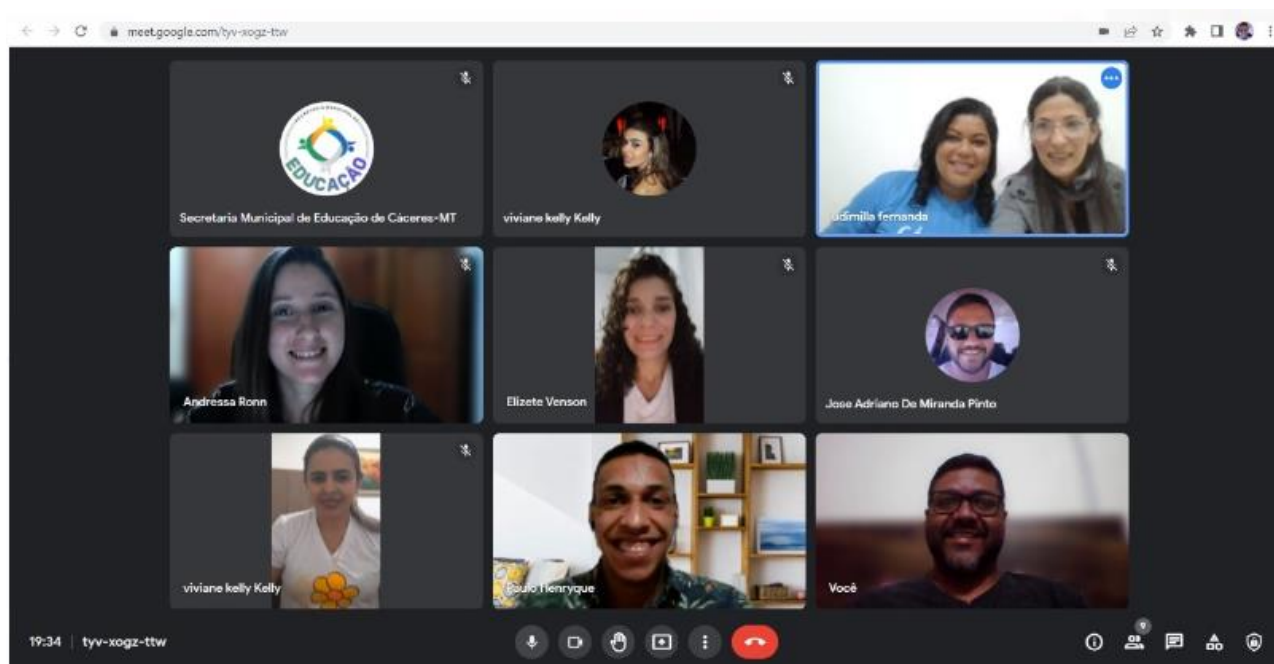 meet.google.com/tyv-xogz-ttw
EDUCAÇÃO
Secretaria Municipal de Educação de Cáceres-MT
viviane kelly Kelly
udimilla fernanda
Andressa Ronn
Elizete Venson
Jose Adriano De Miranda Pinto
viviane kelly Kelly
Paulo Henryque
Você
19:34 | tyv-xogz-ttw
9